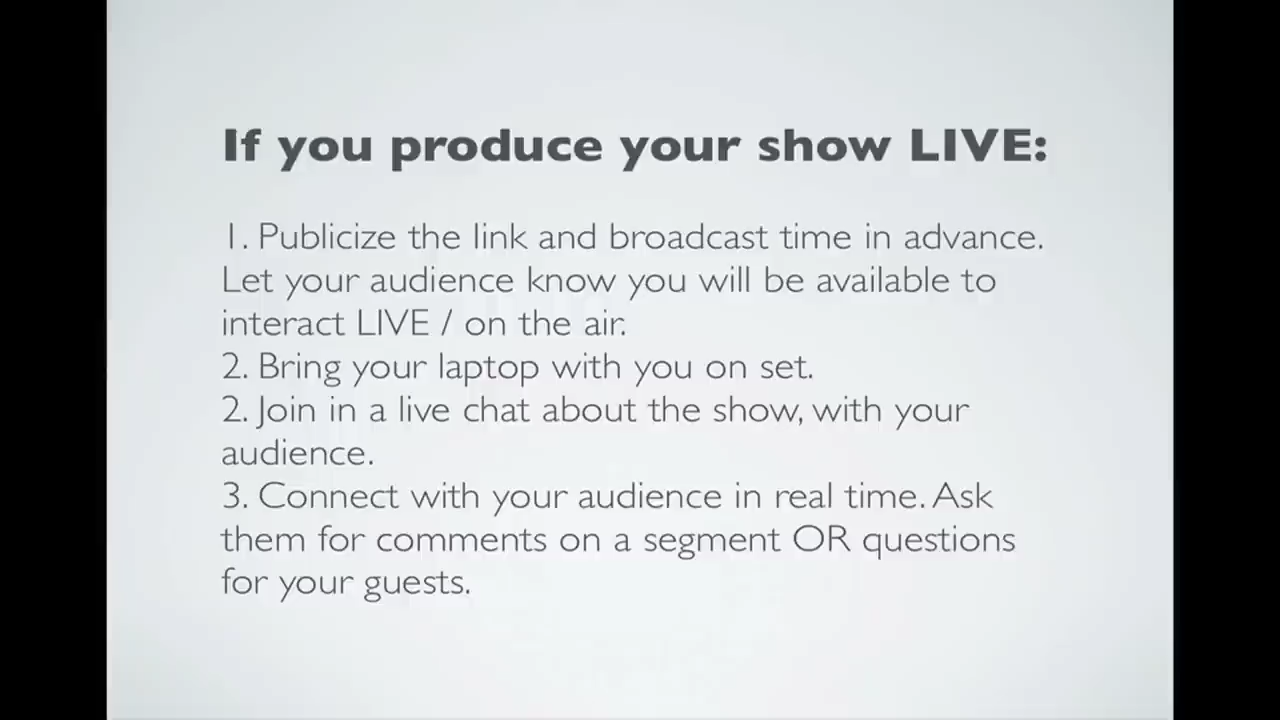 If you produce your show LIVE:
1. Publicize the link and broadcast time in advance.
Let your audience know you will be available to
interact LIVE / on the air.
2. Bring your laptop with you on set.
2. Join in a live chat about the show, with your
audience.
3. Connect with your audience in real time. Ask
them for comments on a segment OR questions
for your guests.